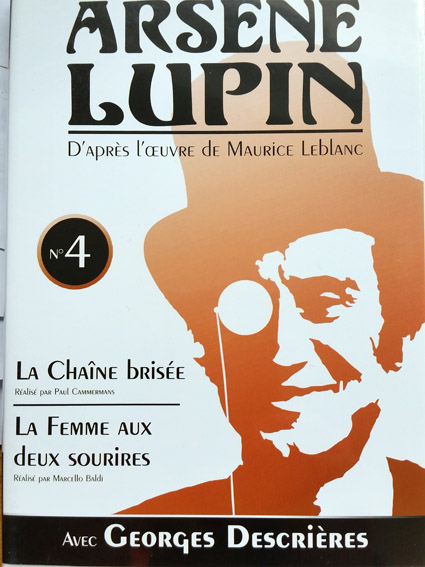 ARSÈNE
LUPIN
D'APRÈS L'ŒUVRE DE MAURICE LEBLANC
N° 4
LA CHAÎNE BRISÉE
RÉALISÉ PAR PAUL CAMMERMANS
LA FEMME AUX
DEUX SOURIRES
RÉALISÉ PAR MARCELLO BALDI
AVEC GEORGES DESCRIÈRES